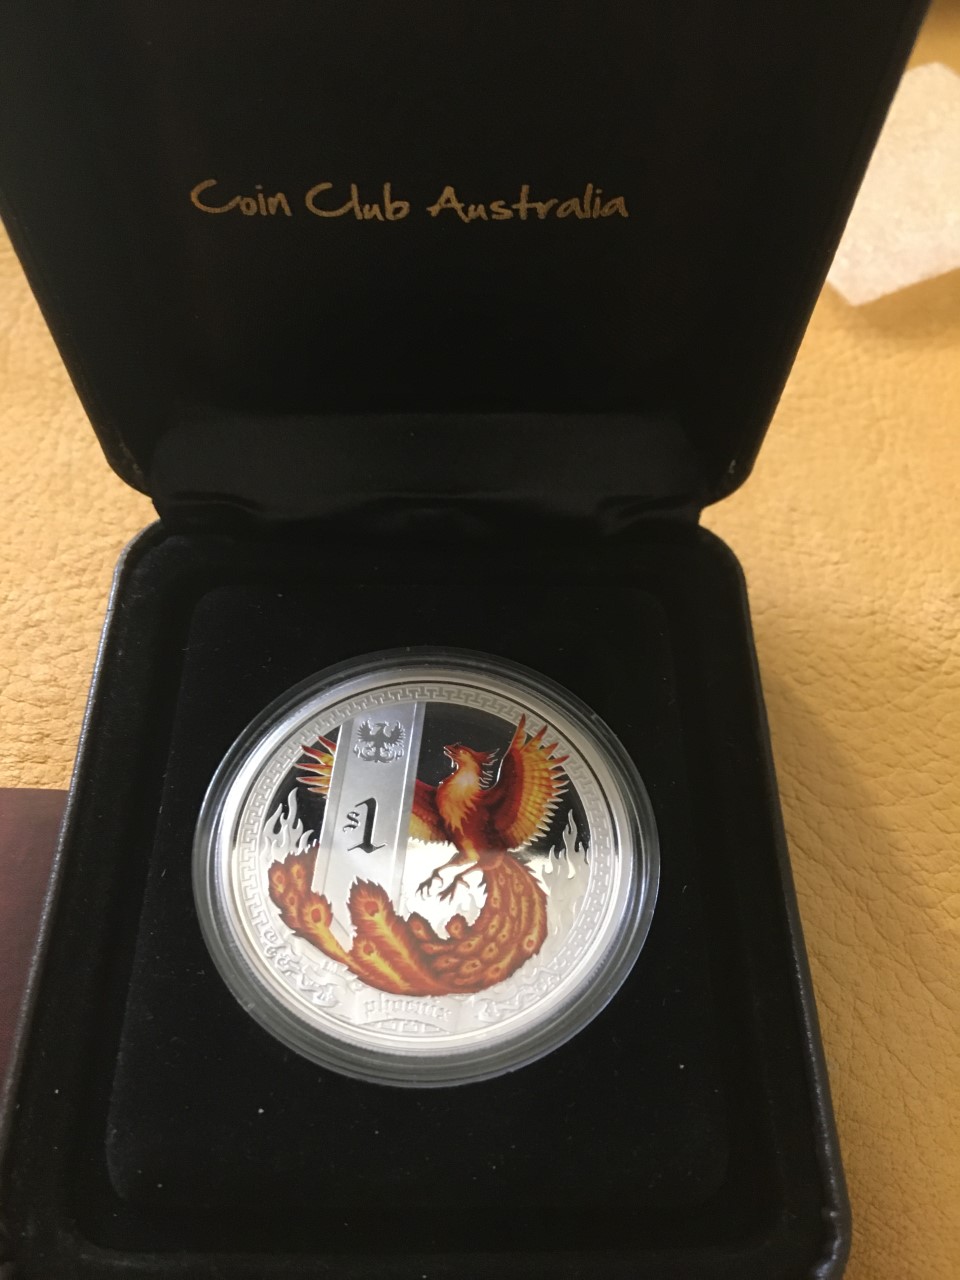 Coin Club Australia
$1
phoenix